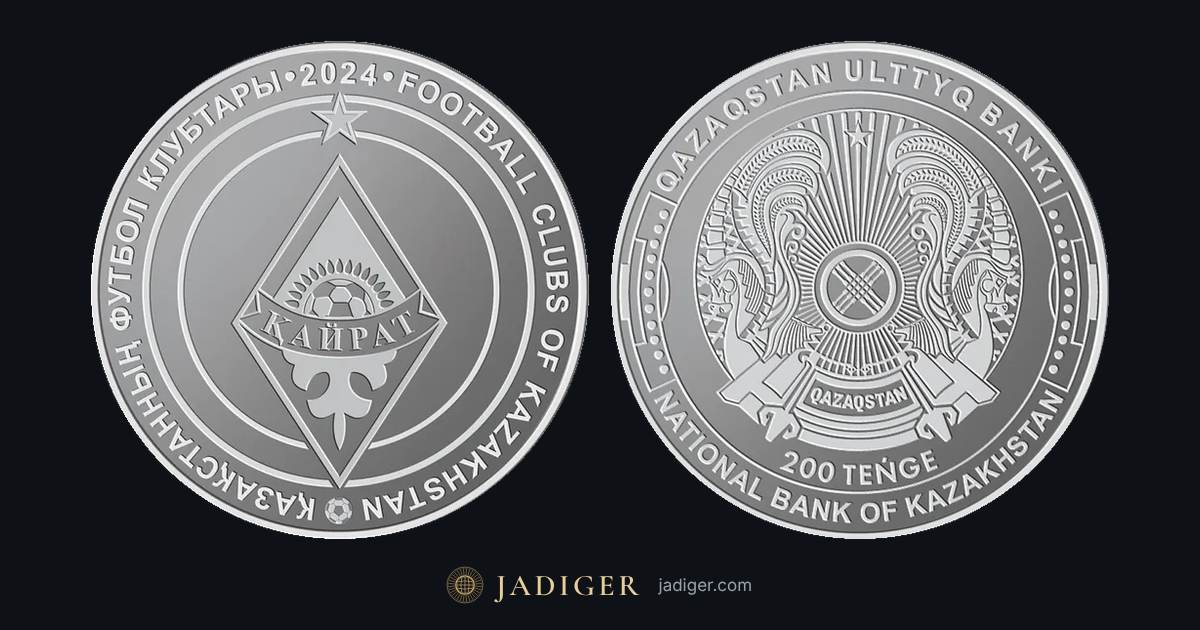 ҚАЗАҚСТАННЫҢ ФУТБОЛ КЛУБТАРЫ•2024•FOOTBALL CLUBS OF KAZAKHSTAN
ҚАЙРАТ
QAZAQSTAN ULTTYQ BANKI
QAZAQSTAN
200 TEŃGE
NATIONAL BANK OF KAZAKHSTAN
JADIGER jadiger.com